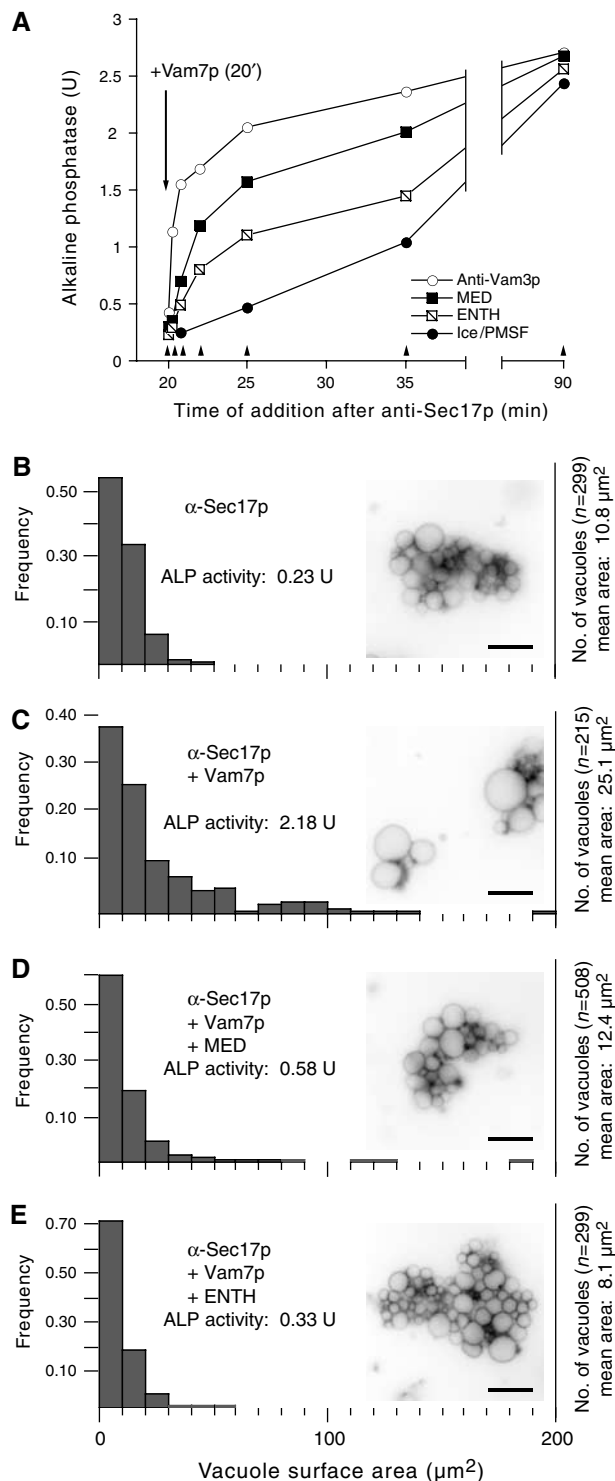 A
Alkaline phosphatase (U)
3
2.5
2
1.5
1
0.5
0
+Vam7p (20′)
Anti-Vam3p
MED
ENTH
Ice/PMSF
20
25
30
35
90
Time of addition after anti-Sec17p (min)
B
Frequency
0.50
0.30
0.10
α-Sec17p
ALP activity: 0.23 U
No. of vacuoles (n=299)
mean area: 10.8 µm²
C
Frequency
0.40
0.30
0.20
0.10
α-Sec17p
+ Vam7p
ALP activity: 2.18 U
No. of vacuoles (n=215)
mean area: 25.1 µm²
D
Frequency
0.50
0.30
0.10
α-Sec17p
+ Vam7p
+ MED
ALP activity: 0.58 U
No. of vacuoles (n=508)
mean area: 12.4 µm²
E
Frequency
0.70
0.50
0.30
0.10
α-Sec17p
+ Vam7p
+ ENTH
ALP activity: 0.33 U
No. of vacuoles (n=299)
mean area: 8.1 µm²
0
100
200
Vacuole surface area (µm²)